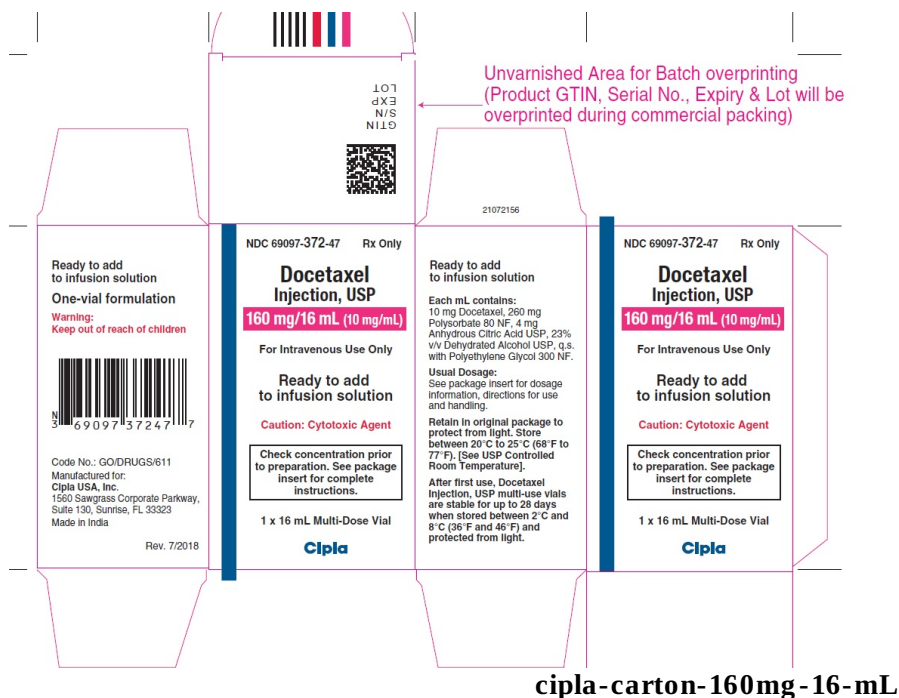 Unvarnished Area for Batch overprinting
(Product GTIN, Serial No., Expiry & Lot will be
overprinted during commercial packing)
GTIN
S/N
EXP
LOT
21072156
Ready to add
to infusion solution
One-vial formulation
Warning:
Keep out of reach of children
N
3 69097 37247 7
Code No.: GO/DRUGS/611
Manufactured for:
Cipla USA, Inc.
1560 Sawgrass Corporate Parkway,
Suite 130, Sunrise, FL 33323
Made in India
Rev. 7/2018
NDC 69097-372-47 Rx Only
Docetaxel
Injection, USP
160 mg/16 mL (10 mg/mL)
For Intravenous Use Only
Ready to add
to infusion solution
Caution: Cytotoxic Agent
Check concentration prior
to preparation. See package
insert for complete
instructions.
1 x 16 mL Multi-Dose Vial
Cipla
Ready to add
to infusion solution
Each mL contains:
10 mg Docetaxel, 260 mg
Polysorbate 80 NF, 4 mg
Anhydrous Citric Acid USP, 23%
v/v Dehydrated Alcohol USP, q.s.
with Polyethylene Glycol 300 NF.
Usual Dosage:
See package insert for dosage
information, directions for use
and handling.
Retain in original package to
protect from light. Store
between 20°C to 25°C (68°F to
77°F). [See USP Controlled
Room Temperature].
After first use, Docetaxel
Injection, USP multi-use vials
are stable for up to 28 days
when stored between 2°C and
8°C (36°F and 46°F) and
protected from light.
NDC 69097-372-47 Rx Only
Docetaxel
Injection, USP
160 mg/16 mL (10 mg/mL)
For Intravenous Use Only
Ready to add
to infusion solution
Caution: Cytotoxic Agent
Check concentration prior
to preparation. See package
insert for complete
instructions.
1 x 16 mL Multi-Dose Vial
Cipla
cipla-carton-160mg-16-mL